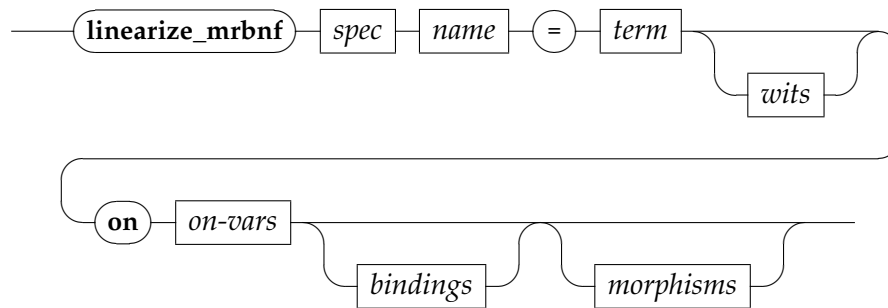 linearize_mrbnf spec name = term
wits
on on-vars
bindings morphisms